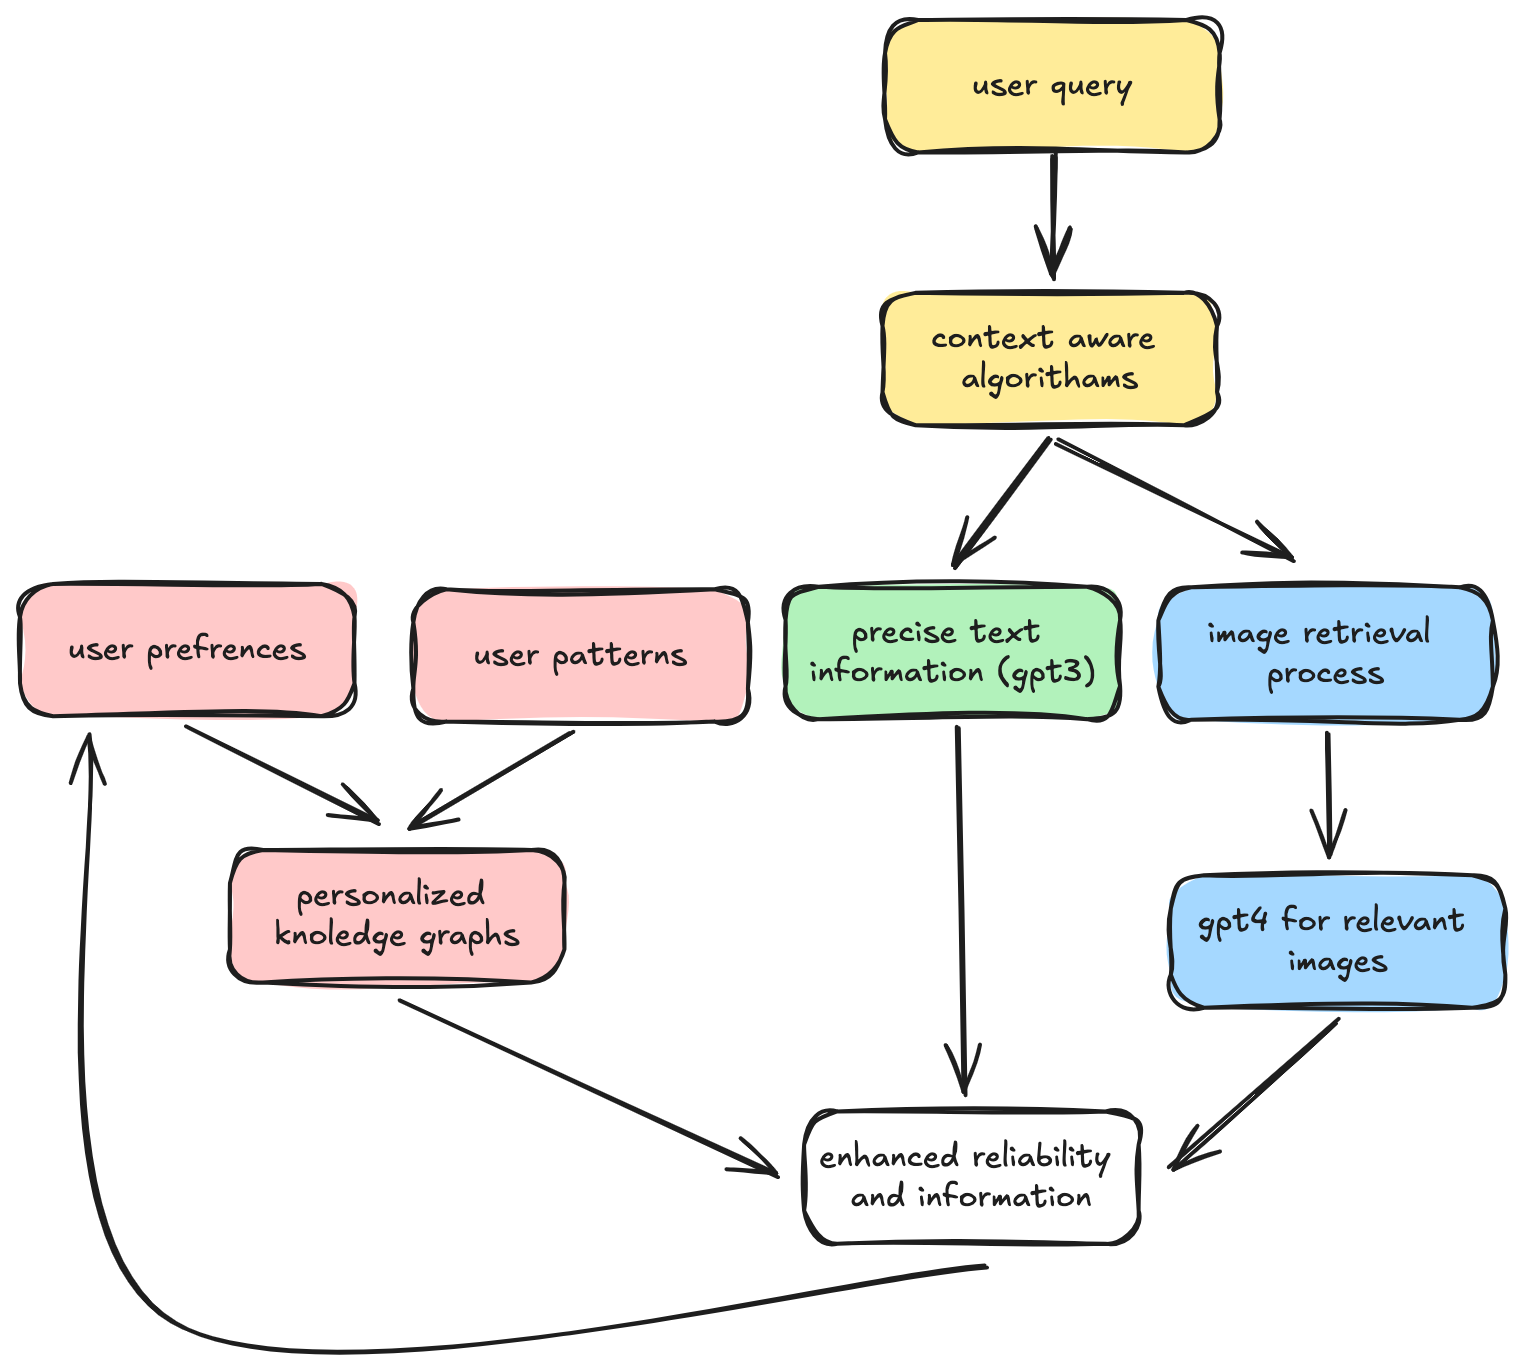 user query
context aware
algorithams
user prefrences
user patterns
precise text
information (gpt3)
image retrieval
process
personalized
knoledge graphs
gpt4 for relevant
images
enhanced reliability
and information